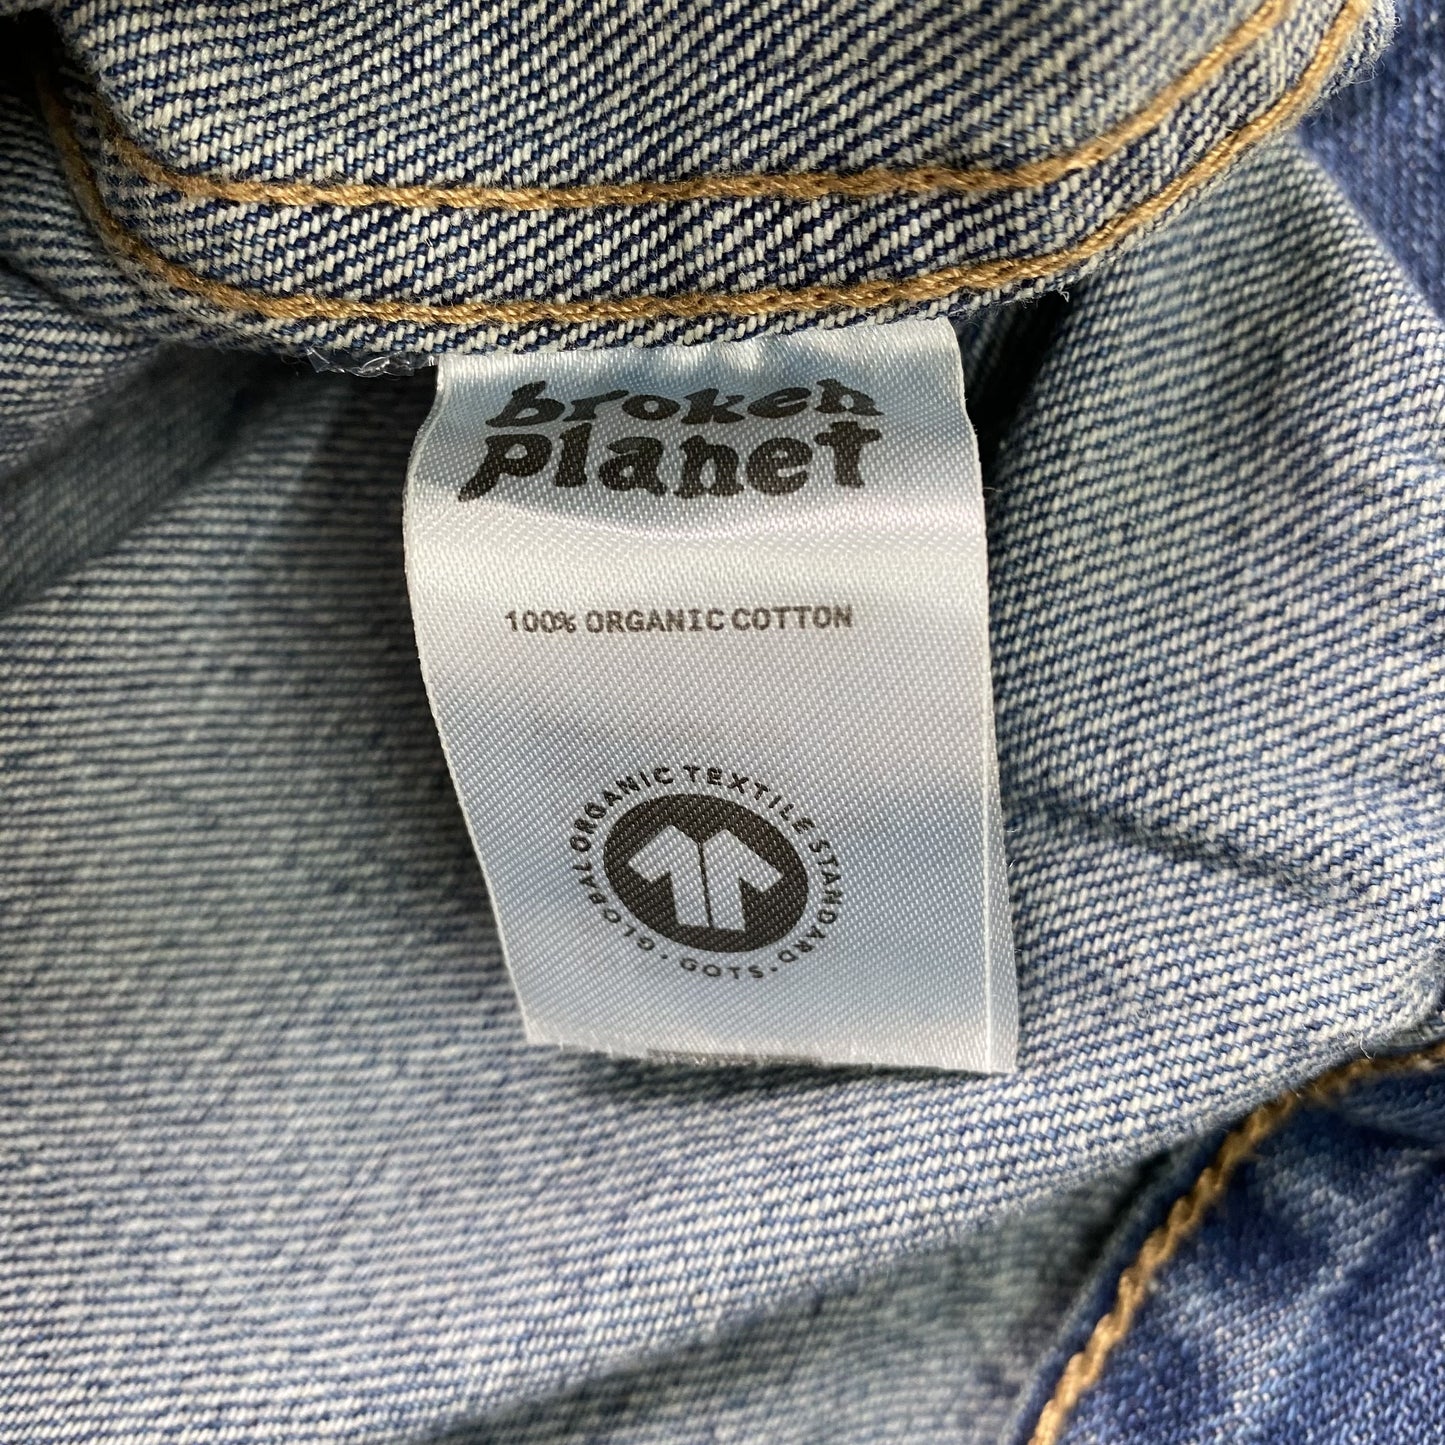 broken
planet
100% ORGANIC COTTON
GLOBAL ORGANIC TEXTILE STANDARD · GOTS ·